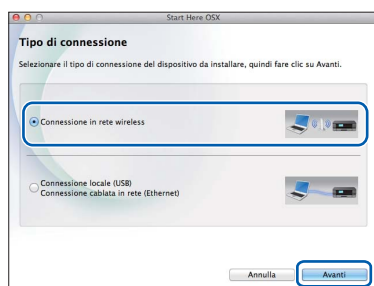 Start Here OSX
Tipo di connessione
Selezionare il tipo di connessione del dispositivo da installare, quindi fare clic su Avanti.
Connessione in rete wireless
Connessione locale (USB)
Connessione cablata in rete (Ethernet)
Annulla
Avanti